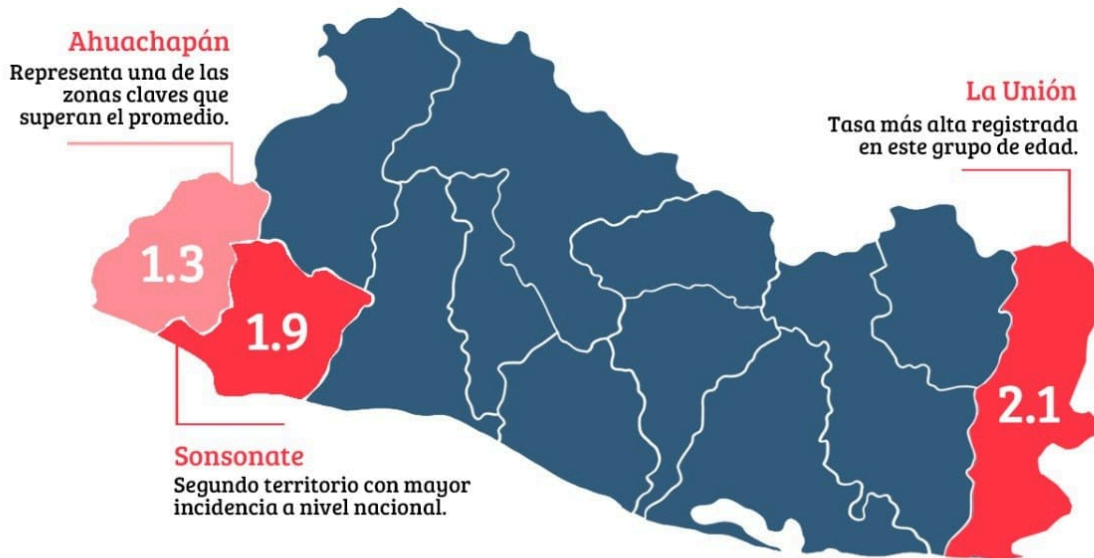 Ahuachapán
Representa una de las
zonas claves que
superan el promedio.
La Unión
Tasa más alta registrada
en este grupo de edad.
1.3
1.9
2.1
Sonsonate
Segundo territorio con mayor
incidencia a nivel nacional.